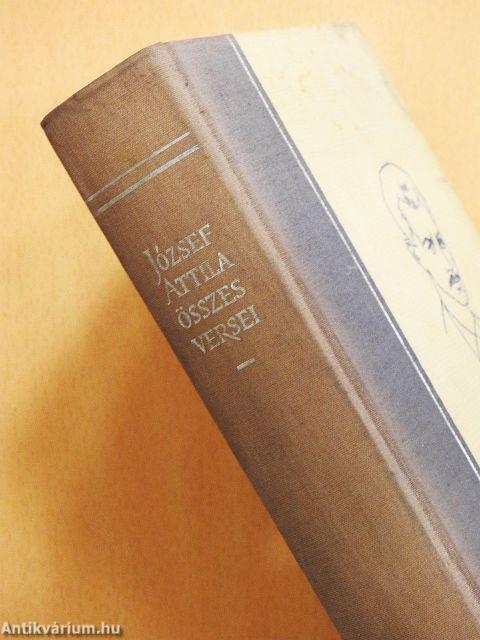 JÓZSEF
ATTILA
ÖSSZES
VERSEI
Antikvárium.hu